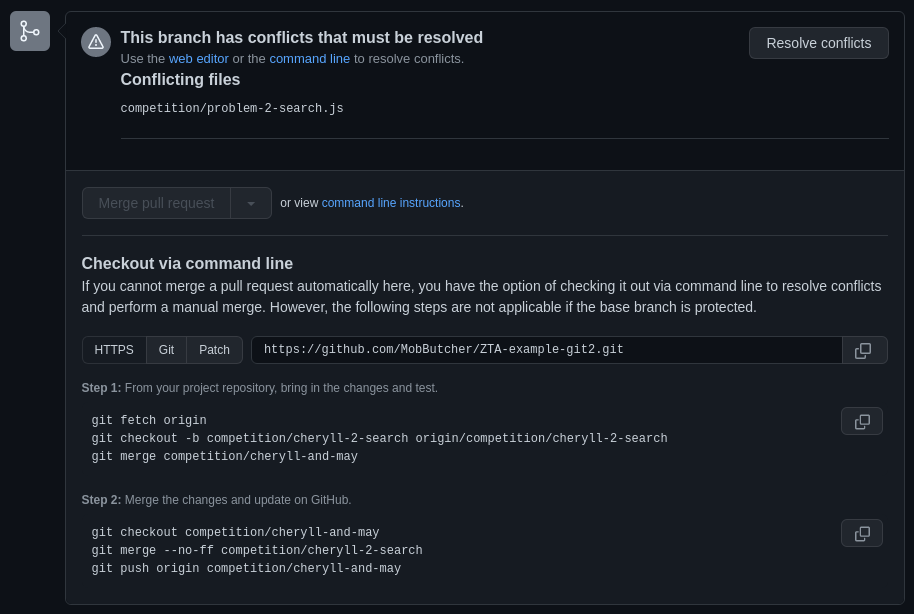 This branch has conflicts that must be resolved
Resolve conflicts
Use the web editor or the command line to resolve conflicts.
Conflicting files
competition/problem-2-search.js
Merge pull request
or view command line instructions.
Checkout via command line
If you cannot merge a pull request automatically here, you have the option of checking it out via command line to resolve conflicts
and perform a manual merge. However, the following steps are not applicable if the base branch is protected.
HTTPS Git Patch https://github.com/MobButcher/ZTA-example-git2.git
Step 1: From your project repository, bring in the changes and test.
git fetch origin
git checkout -b competition/cheryll-2-search origin/competition/cheryll-2-search
git merge competition/cheryll-and-may
Step 2: Merge the changes and update on GitHub.
git checkout competition/cheryll-and-may
git merge --no-ff competition/cheryll-2-search
git push origin competition/cheryll-and-may